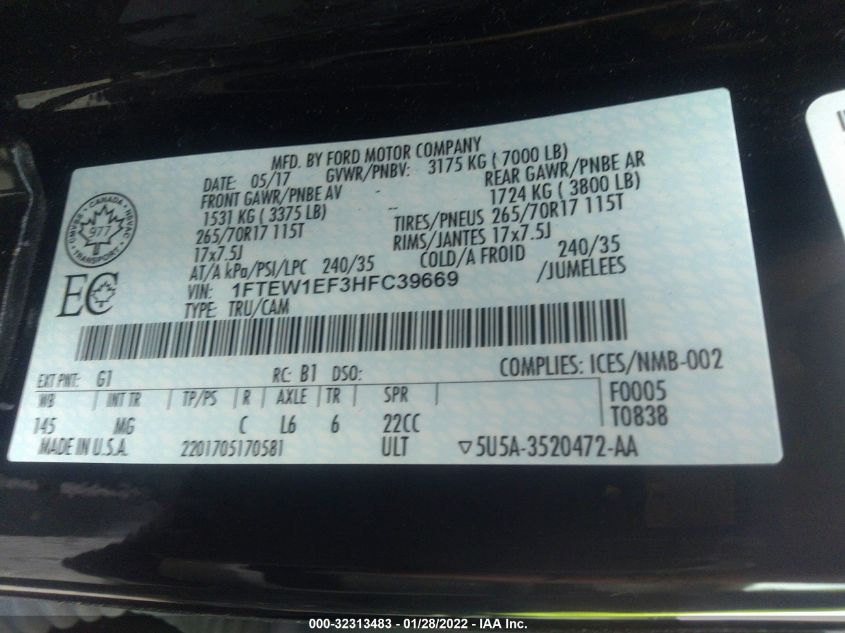 MFD. BY FORD MOTOR COMPANY
DATE: 05/17 GVWR/PNBV: 3175 KG ( 7000 LB)
FRONT GAWR/PNBE AV - REAR GAWR/PNBE AR
1531 KG ( 3375 LB) -- 1724 KG ( 3800 LB)
265/70R17 115T TIRES/PNEUS 265/70R17 115T
17x7.5J RIMS/JANTES 17x7.5J
AT/A kPa/PSI/LPC 240/35 COLD/A FROID 240/35
VIN: 1FTEW1EF3HFC39669 /JUMELEES
TYPE: TRU/CAM
CANADA
977
TRANSPORT
EC
COMPLIES: ICES/NMB-002
EXT PNT: G1 RC: B1 DSO:
WB INT TR TP/PS R AXLE TR SPR F0005
145 MG C L6 6 22CC T0838
MADE IN U.S.A. 2201705170581 ULT ▽5U5A-3520472-AA
000-32313483 - 01/28/2022 - IAA Inc.